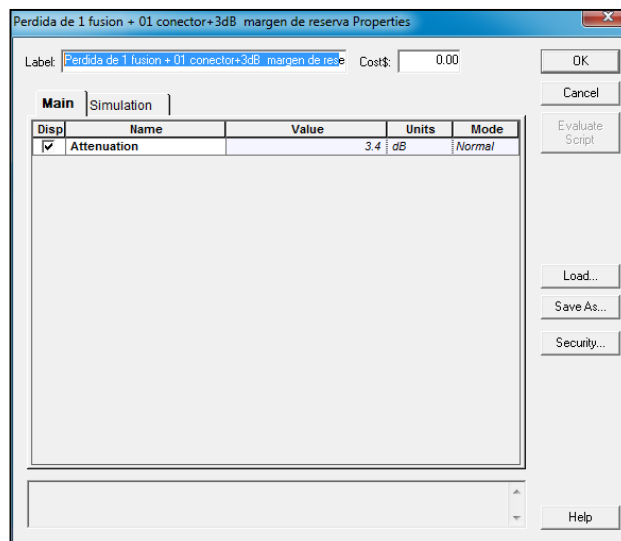 Perdida de 1 fusion + 01 conector+3dB margen de reserva Properties
Label: Perdida de 1 fusion + 01 conector+3dB margen de rese Cost$: 0.00
OK
Cancel
Evaluate Script
Main Simulation
Disp Name Value Units Mode
Attenuation 3.4 dB Normal
Load...
Save As...
Security...
Help